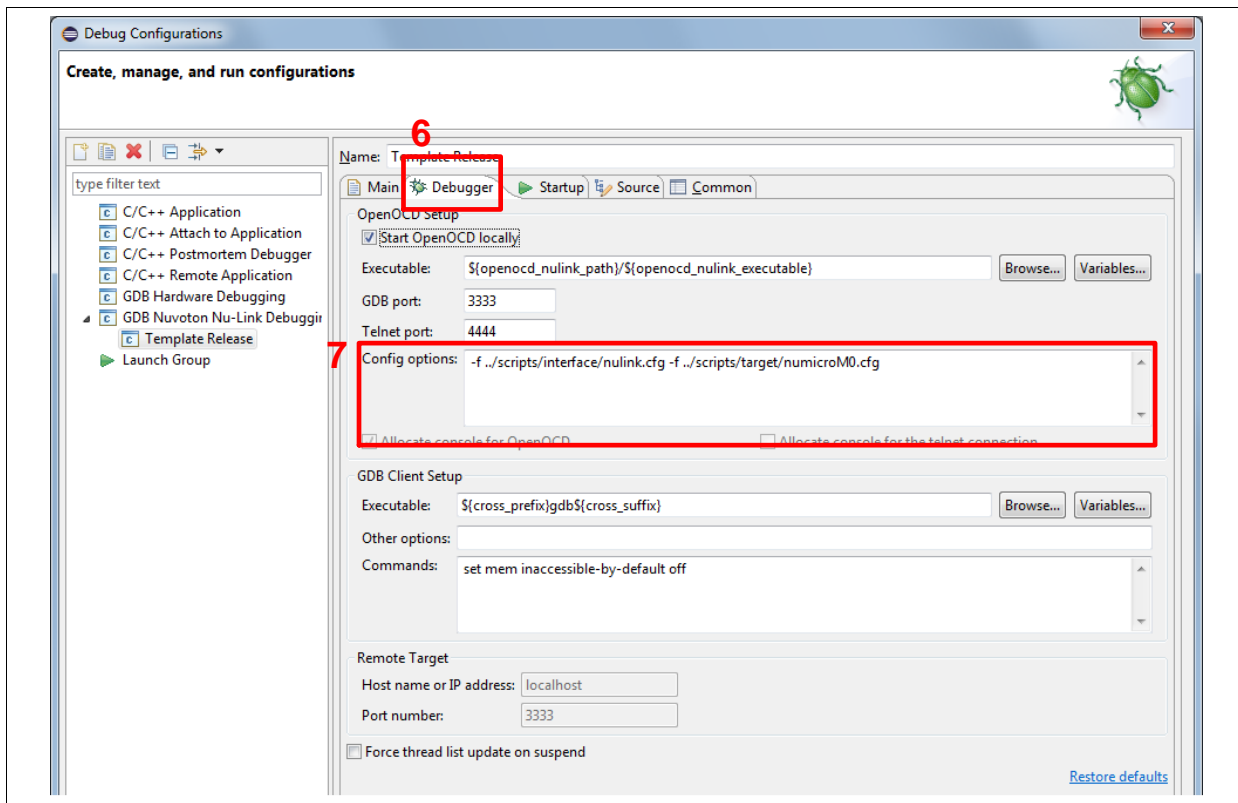 Debug Configurations
Create, manage, and run configurations
6
Name: Template Release
type filter text
Main Debugger Startup Source Common
C/C++ Application
C/C++ Attach to Application
C/C++ Postmortem Debugger
C/C++ Remote Application
GDB Hardware Debugging
GDB Nuvoton Nu-Link Debuggin
Template Release
Launch Group
OpenOCD Setup
Start OpenOCD locally
Executable: ${openocd_nulink_path}/${openocd_nulink_executable} Browse... Variables...
GDB port: 3333
Telnet port: 4444
7
Config options: -f ../scripts/interface/nulink.cfg -f ../scripts/target/numicroM0.cfg
Allocate console for OpenOCD Allocate console for the telnet connection
GDB Client Setup
Executable: ${cross_prefix}gdb${cross_suffix} Browse... Variables...
Other options:
Commands: set mem inaccessible-by-default off
Remote Target
Host name or IP address: localhost
Port number: 3333
Force thread list update on suspend
Restore defaults